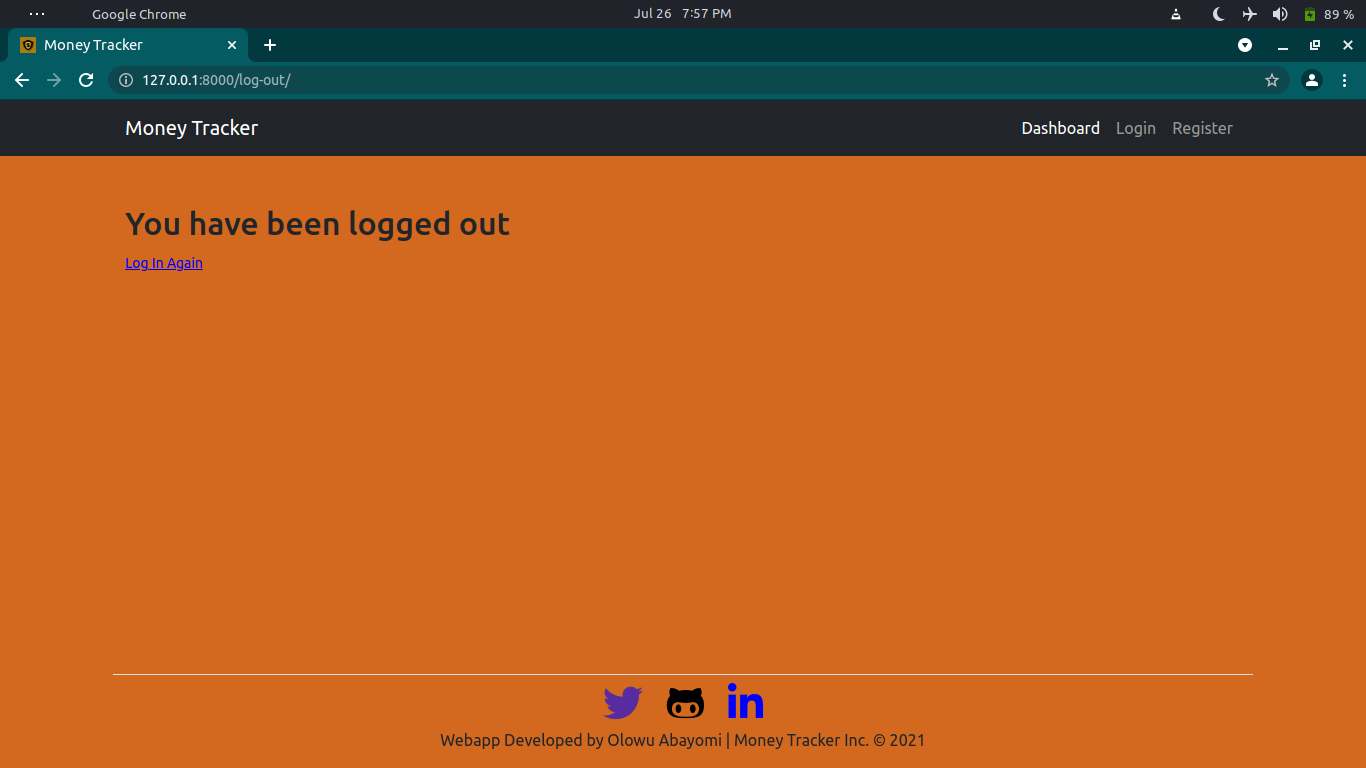 Google Chrome Jul 26 7:57 PM 89 %
Money Tracker
127.0.0.1:8000/log-out/
Money Tracker Dashboard Login Register
You have been logged out
Log In Again
in
Webapp Developed by Olowu Abayomi | Money Tracker Inc. © 2021